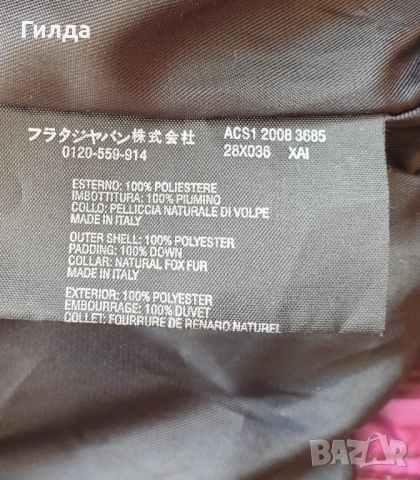 Гилда
フラタジャパン株式会社 ACS1 2008 3685
0120-559-914 28X036 XAI
ESTERNO: 100% POLIESTERE
IMBOTTITURA: 100% PIUMINO
COLLO: PELLICCIA NATURALE DI VOLPE
MADE IN ITALY
OUTER SHELL: 100% POLYESTER
PADDING: 100% DOWN
COLLAR: NATURAL FOX FUR
MADE IN ITALY
EXTERIOR: 100% POLYESTER
EMBOURRAGE: 100% DUVET
COLLET: FOURRURE DE RENARD NATUREL
BAZAR